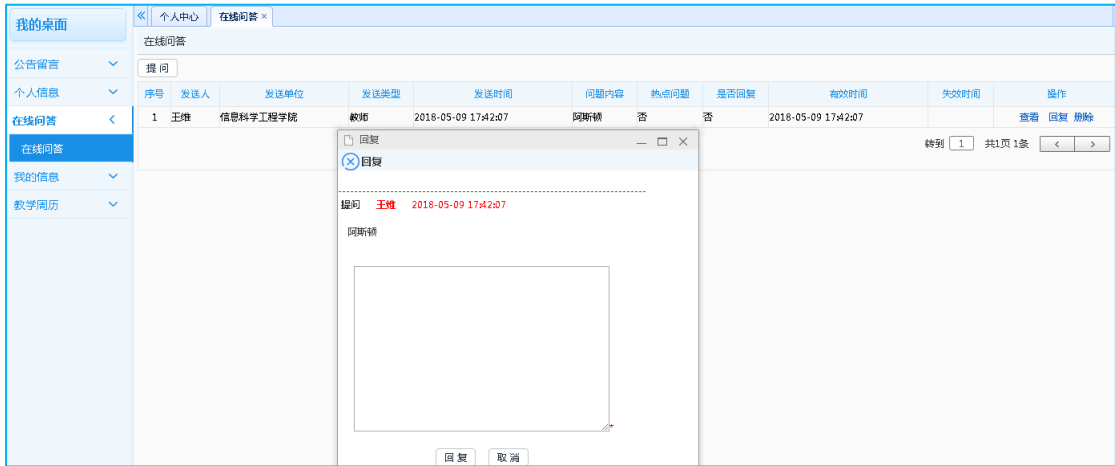 我的桌面
公告留言
个人信息
在线问答
在线问答
我的信息
教学周历
个人中心 在线问答 ×
在线问答
提 问
序号 发送人 发送单位 发送类型 发送时间 问题内容 热点问题 是否回复 有效时间 失效时间 操作
1 王维 信息科学工程学院 教师 2018-05-09 17:42:07 阿斯顿 否 否 2018-05-09 17:42:07 查看 回复 删除
转到 1 共1页 1条 < >
回复
回复
提问 王维 2018-05-09 17:42:07
阿斯顿
*
回 复 取 消